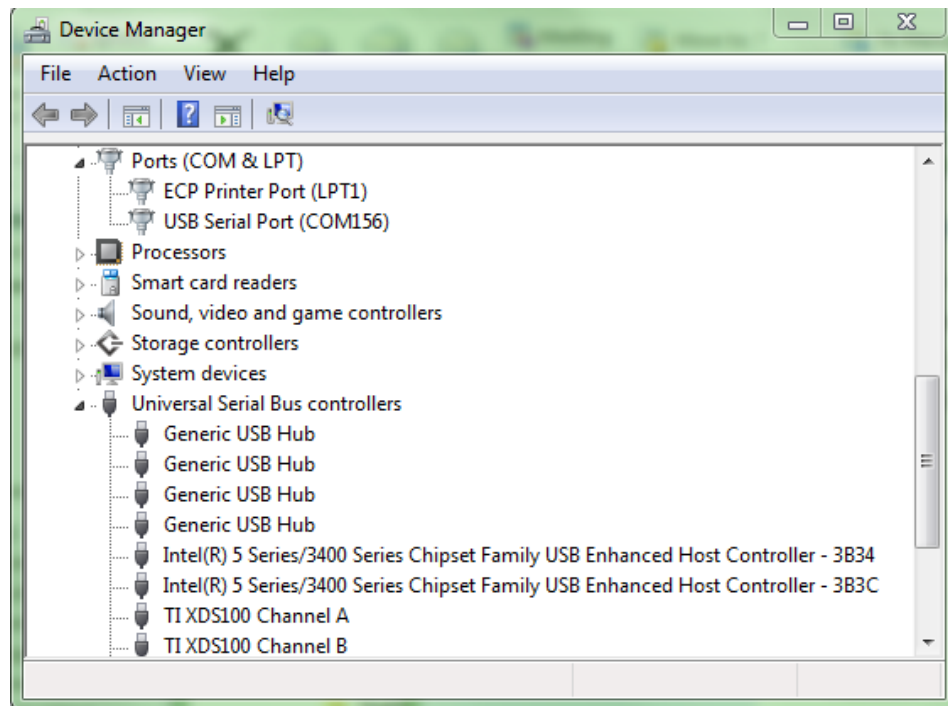 Device Manager
File Action View Help
Ports (COM & LPT)
ECP Printer Port (LPT1)
USB Serial Port (COM156)
Processors
Smart card readers
Sound, video and game controllers
Storage controllers
System devices
Universal Serial Bus controllers
Generic USB Hub
Generic USB Hub
Generic USB Hub
Generic USB Hub
Intel(R) 5 Series/3400 Series Chipset Family USB Enhanced Host Controller - 3B34
Intel(R) 5 Series/3400 Series Chipset Family USB Enhanced Host Controller - 3B3C
TI XDS100 Channel A
TI XDS100 Channel B